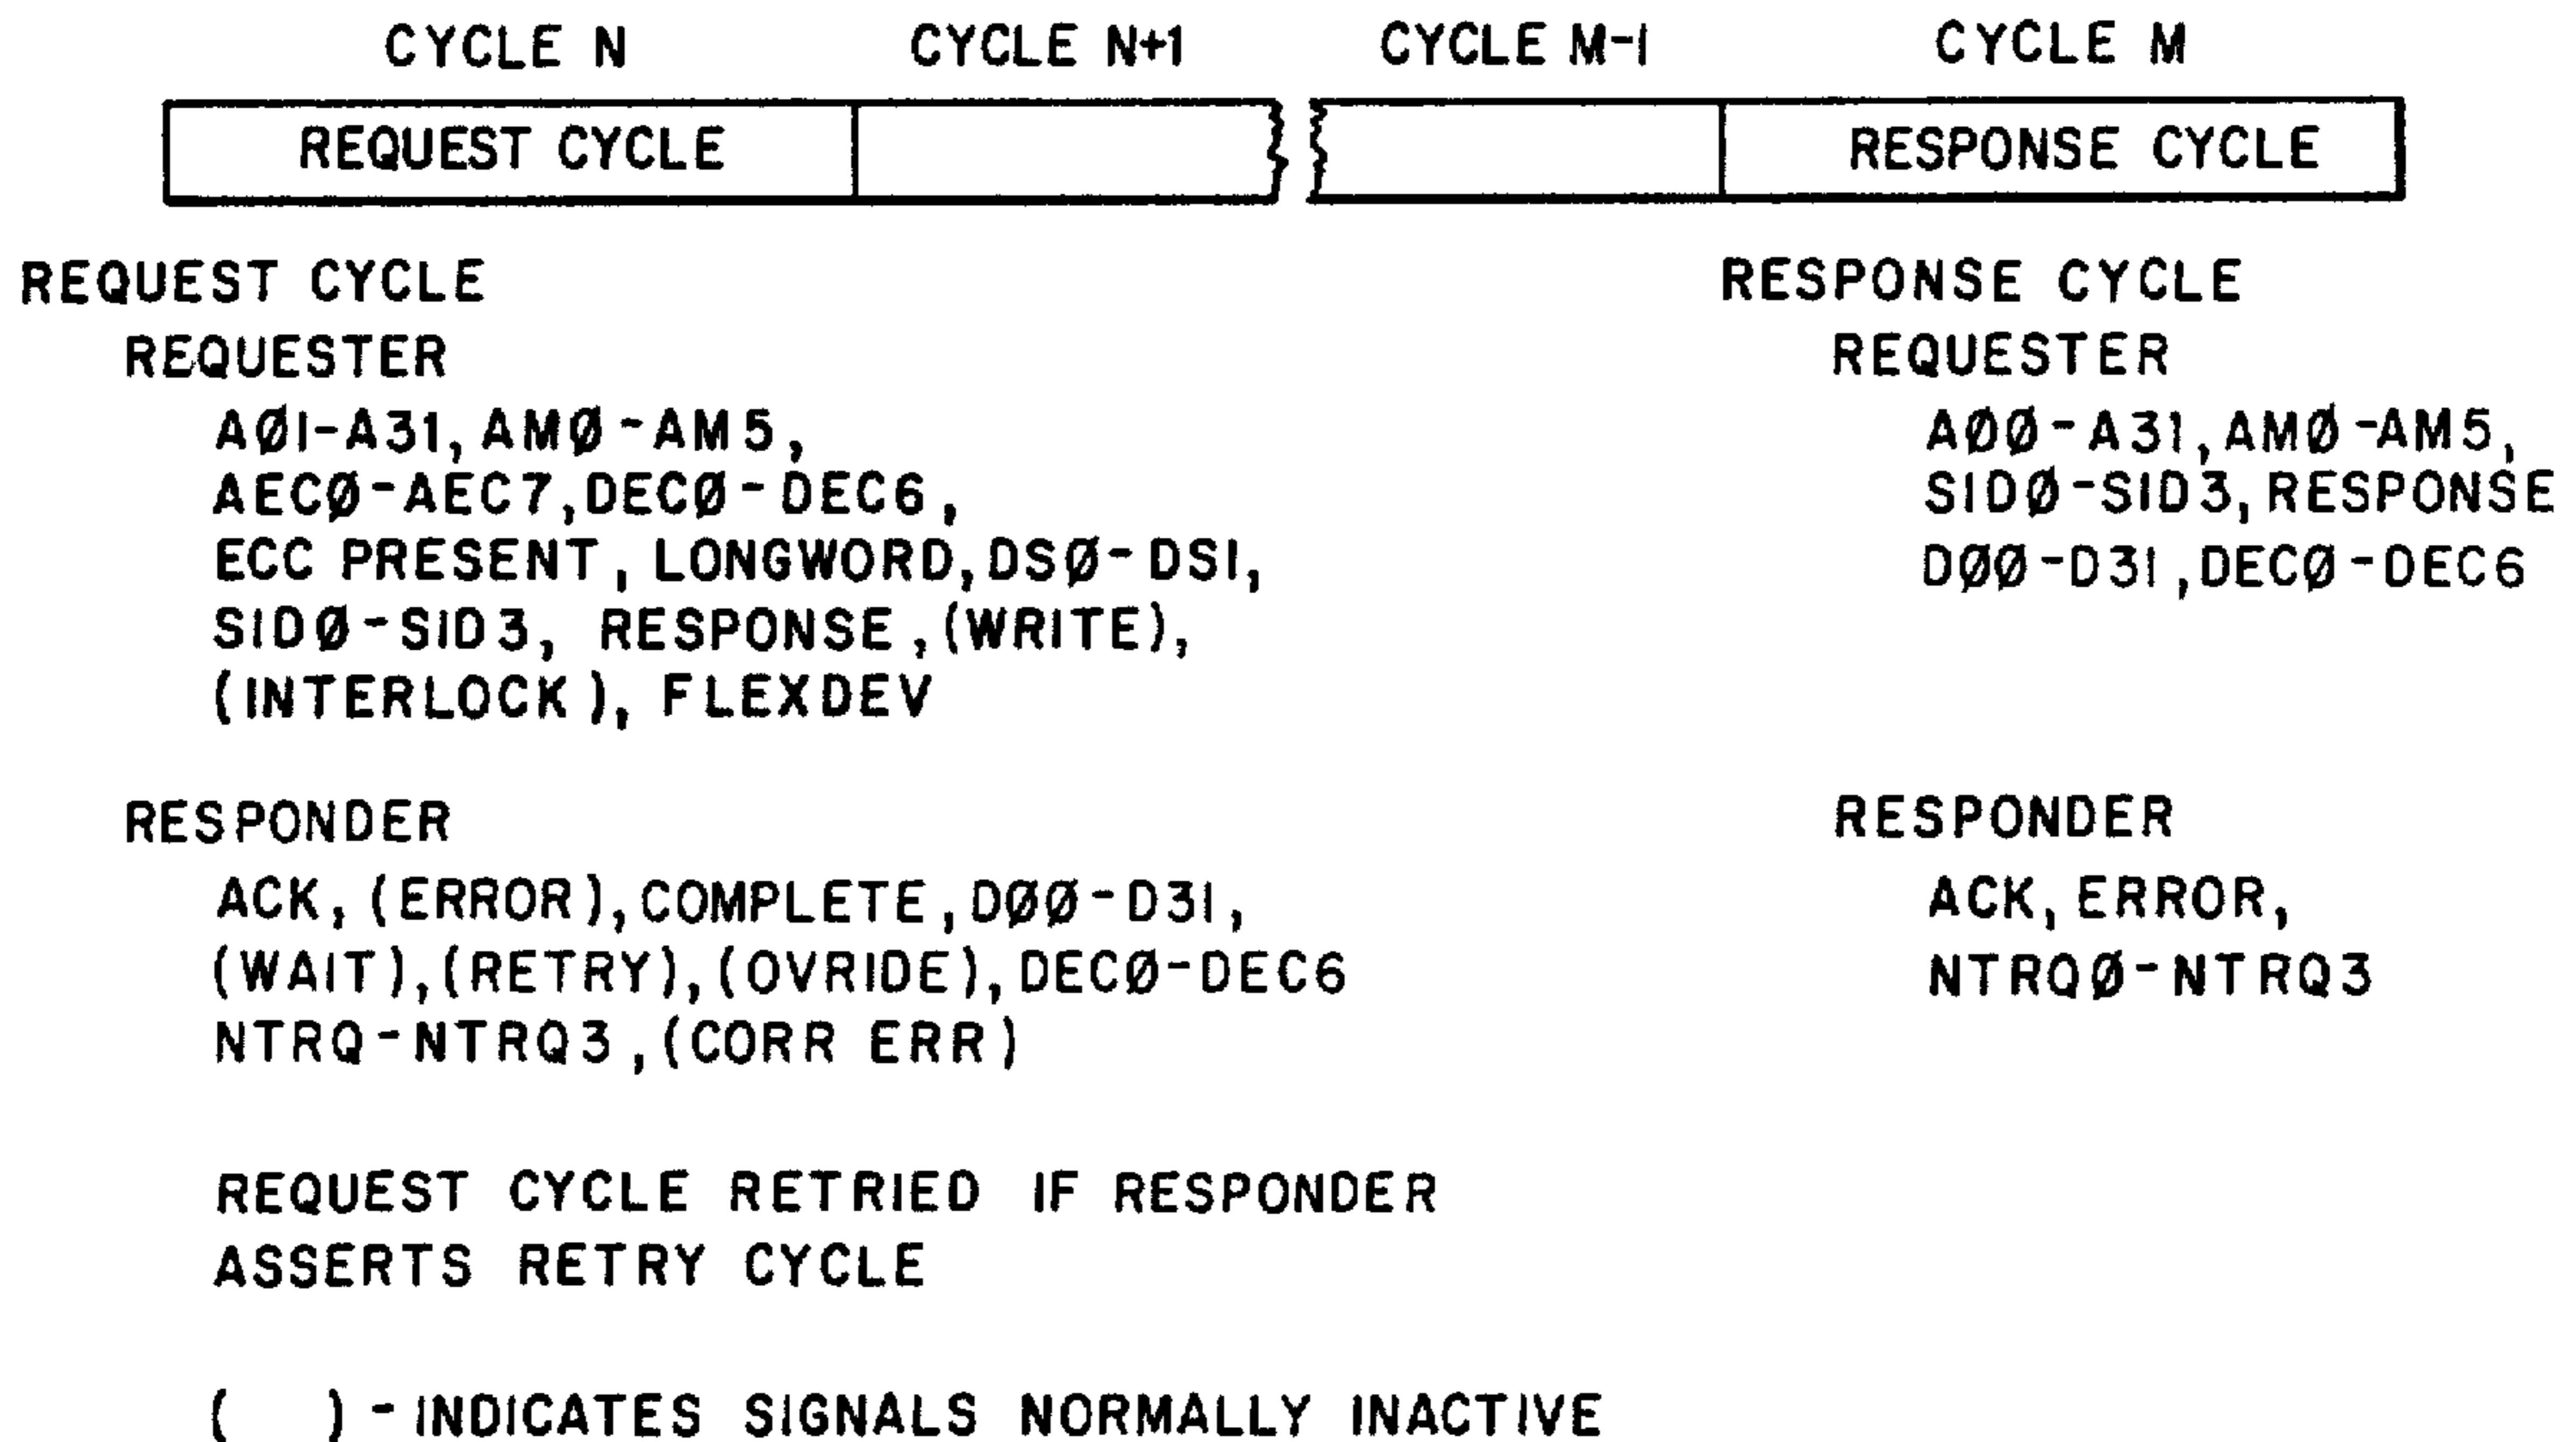 CYCLE N CYCLE N+1 CYCLE M-1 CYCLE M
REQUEST CYCLE RESPONSE CYCLE
REQUEST CYCLE
REQUESTER
AØ1-A31, AMØ-AM5,
AECØ-AEC7, DECØ-DEC6,
ECC PRESENT, LONGWORD, DSØ-DS1,
SIDØ-SID3, RESPONSE, (WRITE),
(INTERLOCK), FLEXDEV
RESPONDER
ACK, (ERROR), COMPLETE, DØØ-D31,
(WAIT), (RETRY), (OVRIDE), DECØ-DEC6
NTRQ-NTRQ3, (CORR ERR)
REQUEST CYCLE RETRIED IF RESPONDER
ASSERTS RETRY CYCLE
( ) - INDICATES SIGNALS NORMALLY INACTIVE
RESPONSE CYCLE
REQUESTER
AØØ-A31, AMØ-AM5,
SIDØ-SID3, RESPONSE
DØØ-D31, DECØ-DEC6
RESPONDER
ACK, ERROR,
NTRQØ-NTRQ3